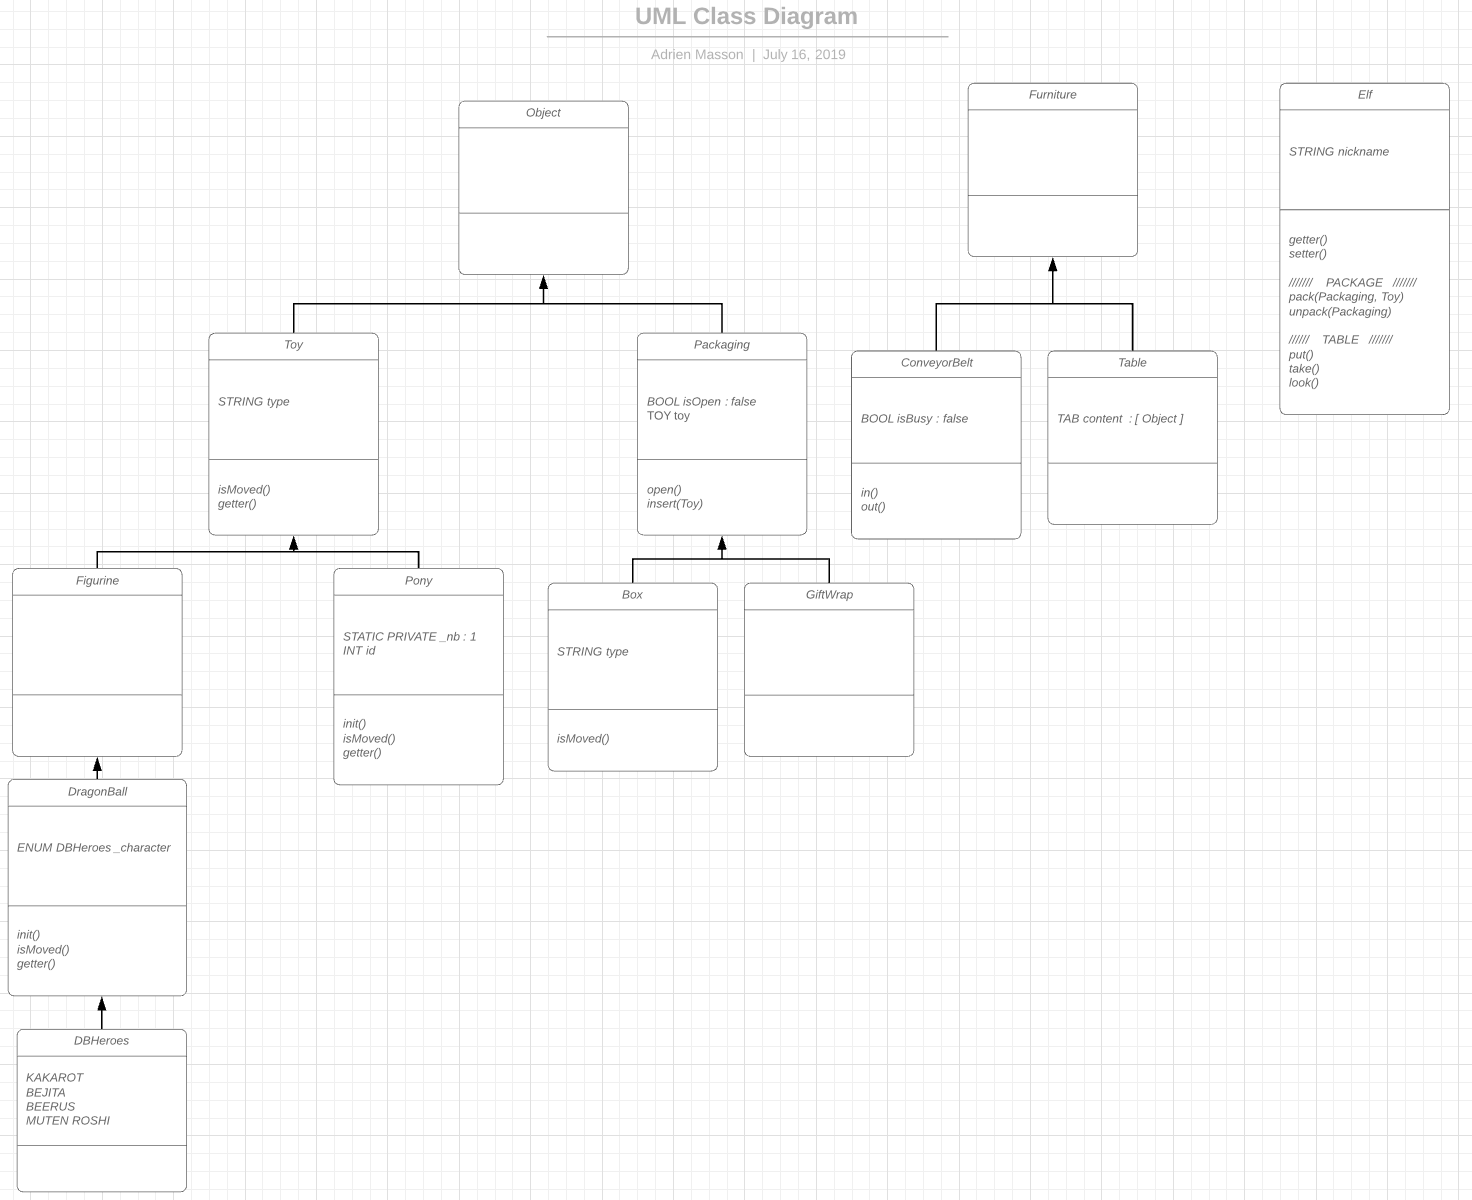 UML Class Diagram
Adrien Masson | July 16, 2019
Object
Furniture
Elf
STRING nickname
getter()
setter()
/////// PACKAGE ///////
pack(Packaging, Toy)
unpack(Packaging)
////// TABLE ///////
put()
take()
look()
Toy
STRING type
isMoved()
getter()
Packaging
BOOL isOpen : false
TOY toy
open()
insert(Toy)
ConveyorBelt
BOOL isBusy : false
in()
out()
Table
TAB content : [ Object ]
Figurine
Pony
STATIC PRIVATE _nb : 1
INT id
init()
isMoved()
getter()
Box
STRING type
isMoved()
GiftWrap
DragonBall
ENUM DBHeroes _character
init()
isMoved()
getter()
DBHeroes
KAKAROT
BEJITA
BEERUS
MUTEN ROSHI